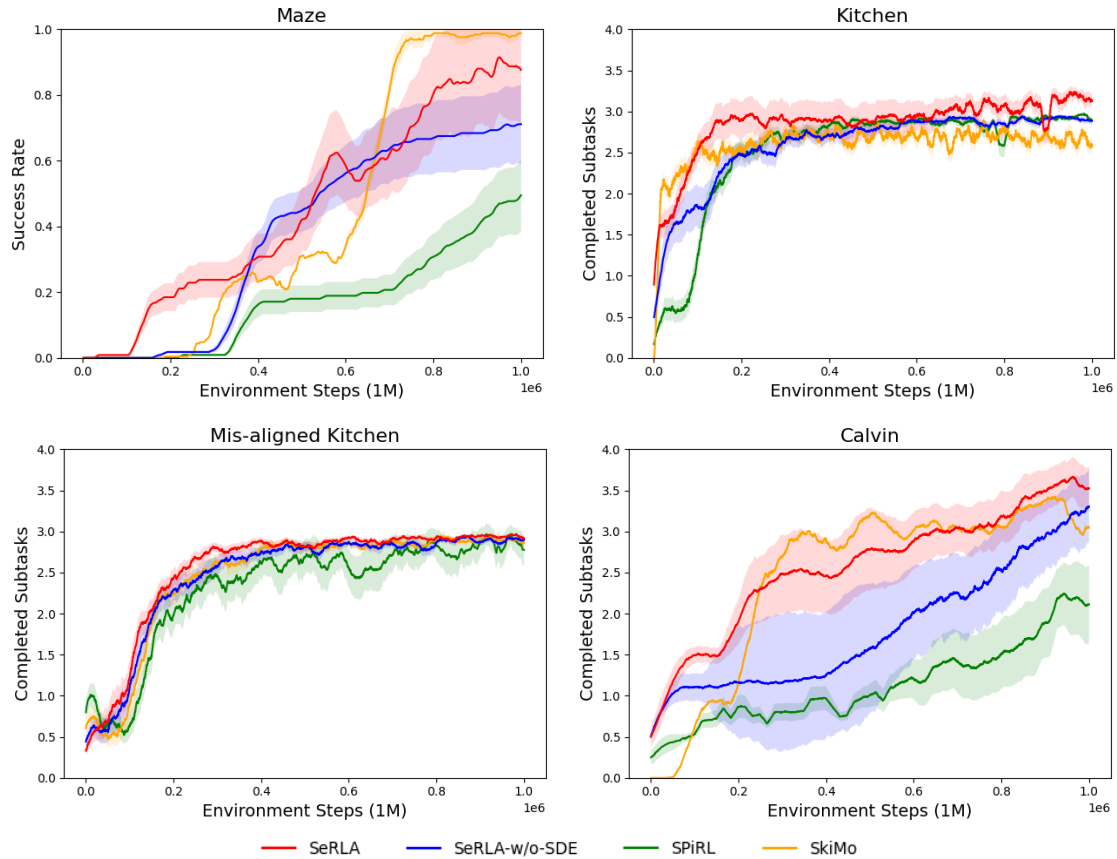 Maze
Success Rate
1.0
0.8
0.6
0.4
0.2
0.0
0.0 0.2 0.4 0.6 0.8 1.0
1e6
Environment Steps (1M)
Kitchen
Completed Subtasks
4.0
3.5
3.0
2.5
2.0
1.5
1.0
0.5
0.0
0.0 0.2 0.4 0.6 0.8 1.0
1e6
Environment Steps (1M)
Mis-aligned Kitchen
Completed Subtasks
4.0
3.5
3.0
2.5
2.0
1.5
1.0
0.5
0.0
0.0 0.2 0.4 0.6 0.8 1.0
1e6
Environment Steps (1M)
Calvin
Completed Subtasks
4.0
3.5
3.0
2.5
2.0
1.5
1.0
0.5
0.0
0.0 0.2 0.4 0.6 0.8 1.0
1e6
Environment Steps (1M)
SeRLA SeRLA-w/o-SDE SPiRL SkiMo